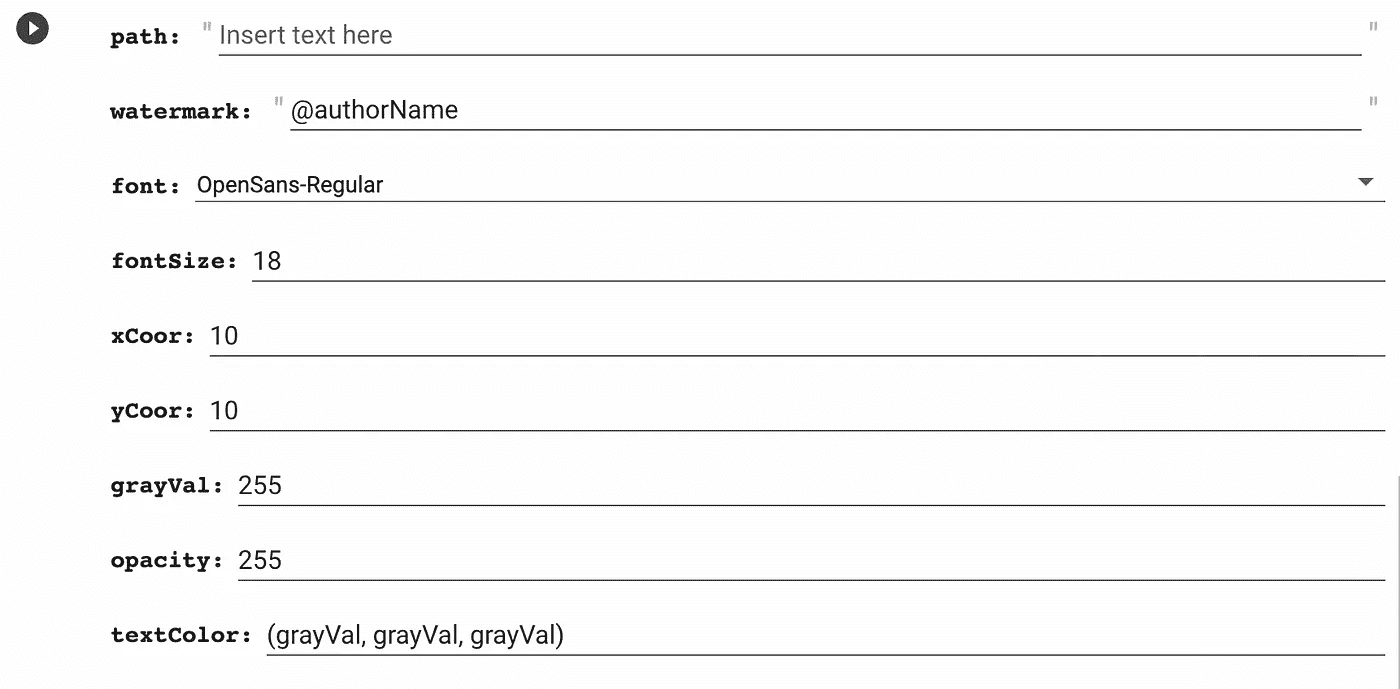 path: "Insert text here"
watermark: "@authorName"
font: OpenSans-Regular
fontSize: 18
xCoor: 10
yCoor: 10
grayVal: 255
opacity: 255
textColor: (grayVal, grayVal, grayVal)